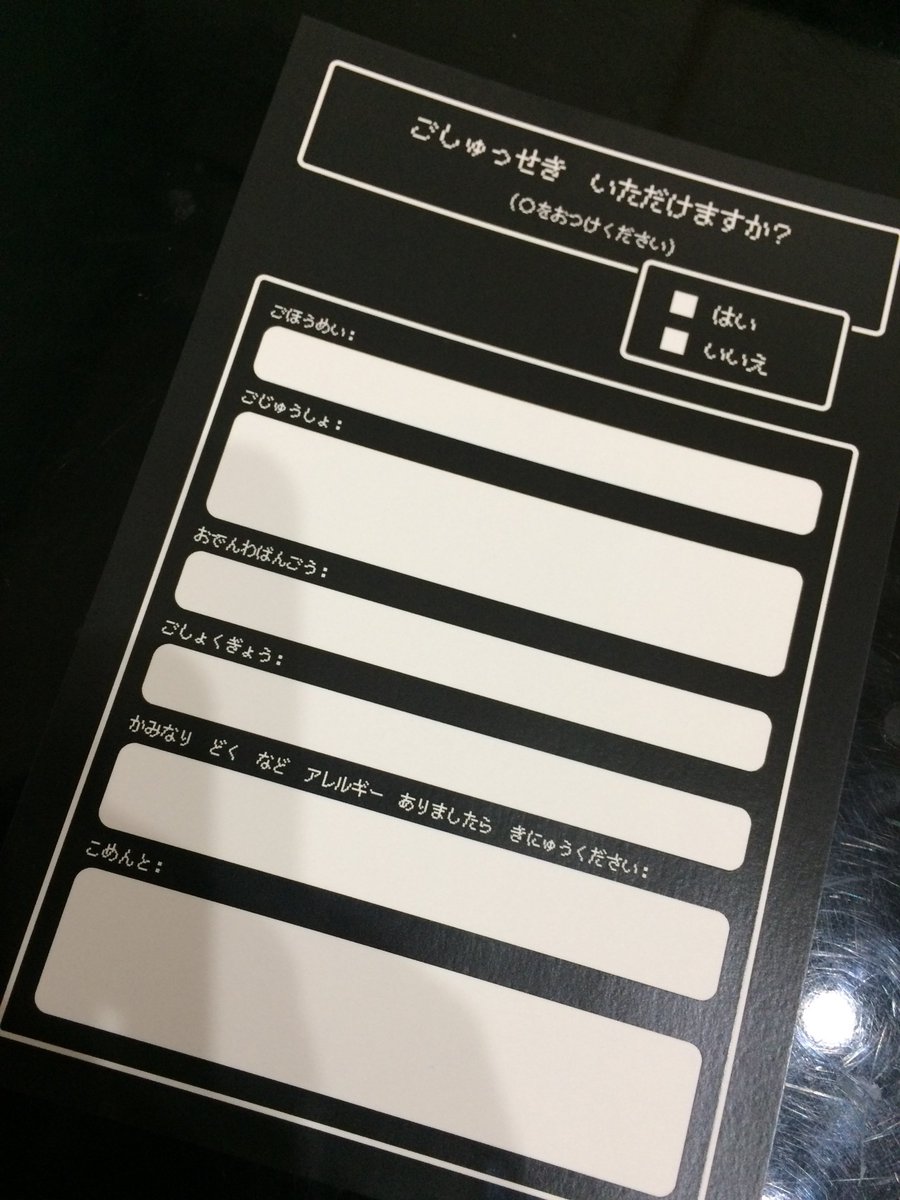 ごしゅっせき いただけますか?
(○をおつけください)
■ はい
■ いいえ
ごほうめい:
ごじゅうしょ:
おでんわばんごう:
ごしょくぎょう:
かみなり どく など アレルギー ありましたら きにゅうください:
こめんと: